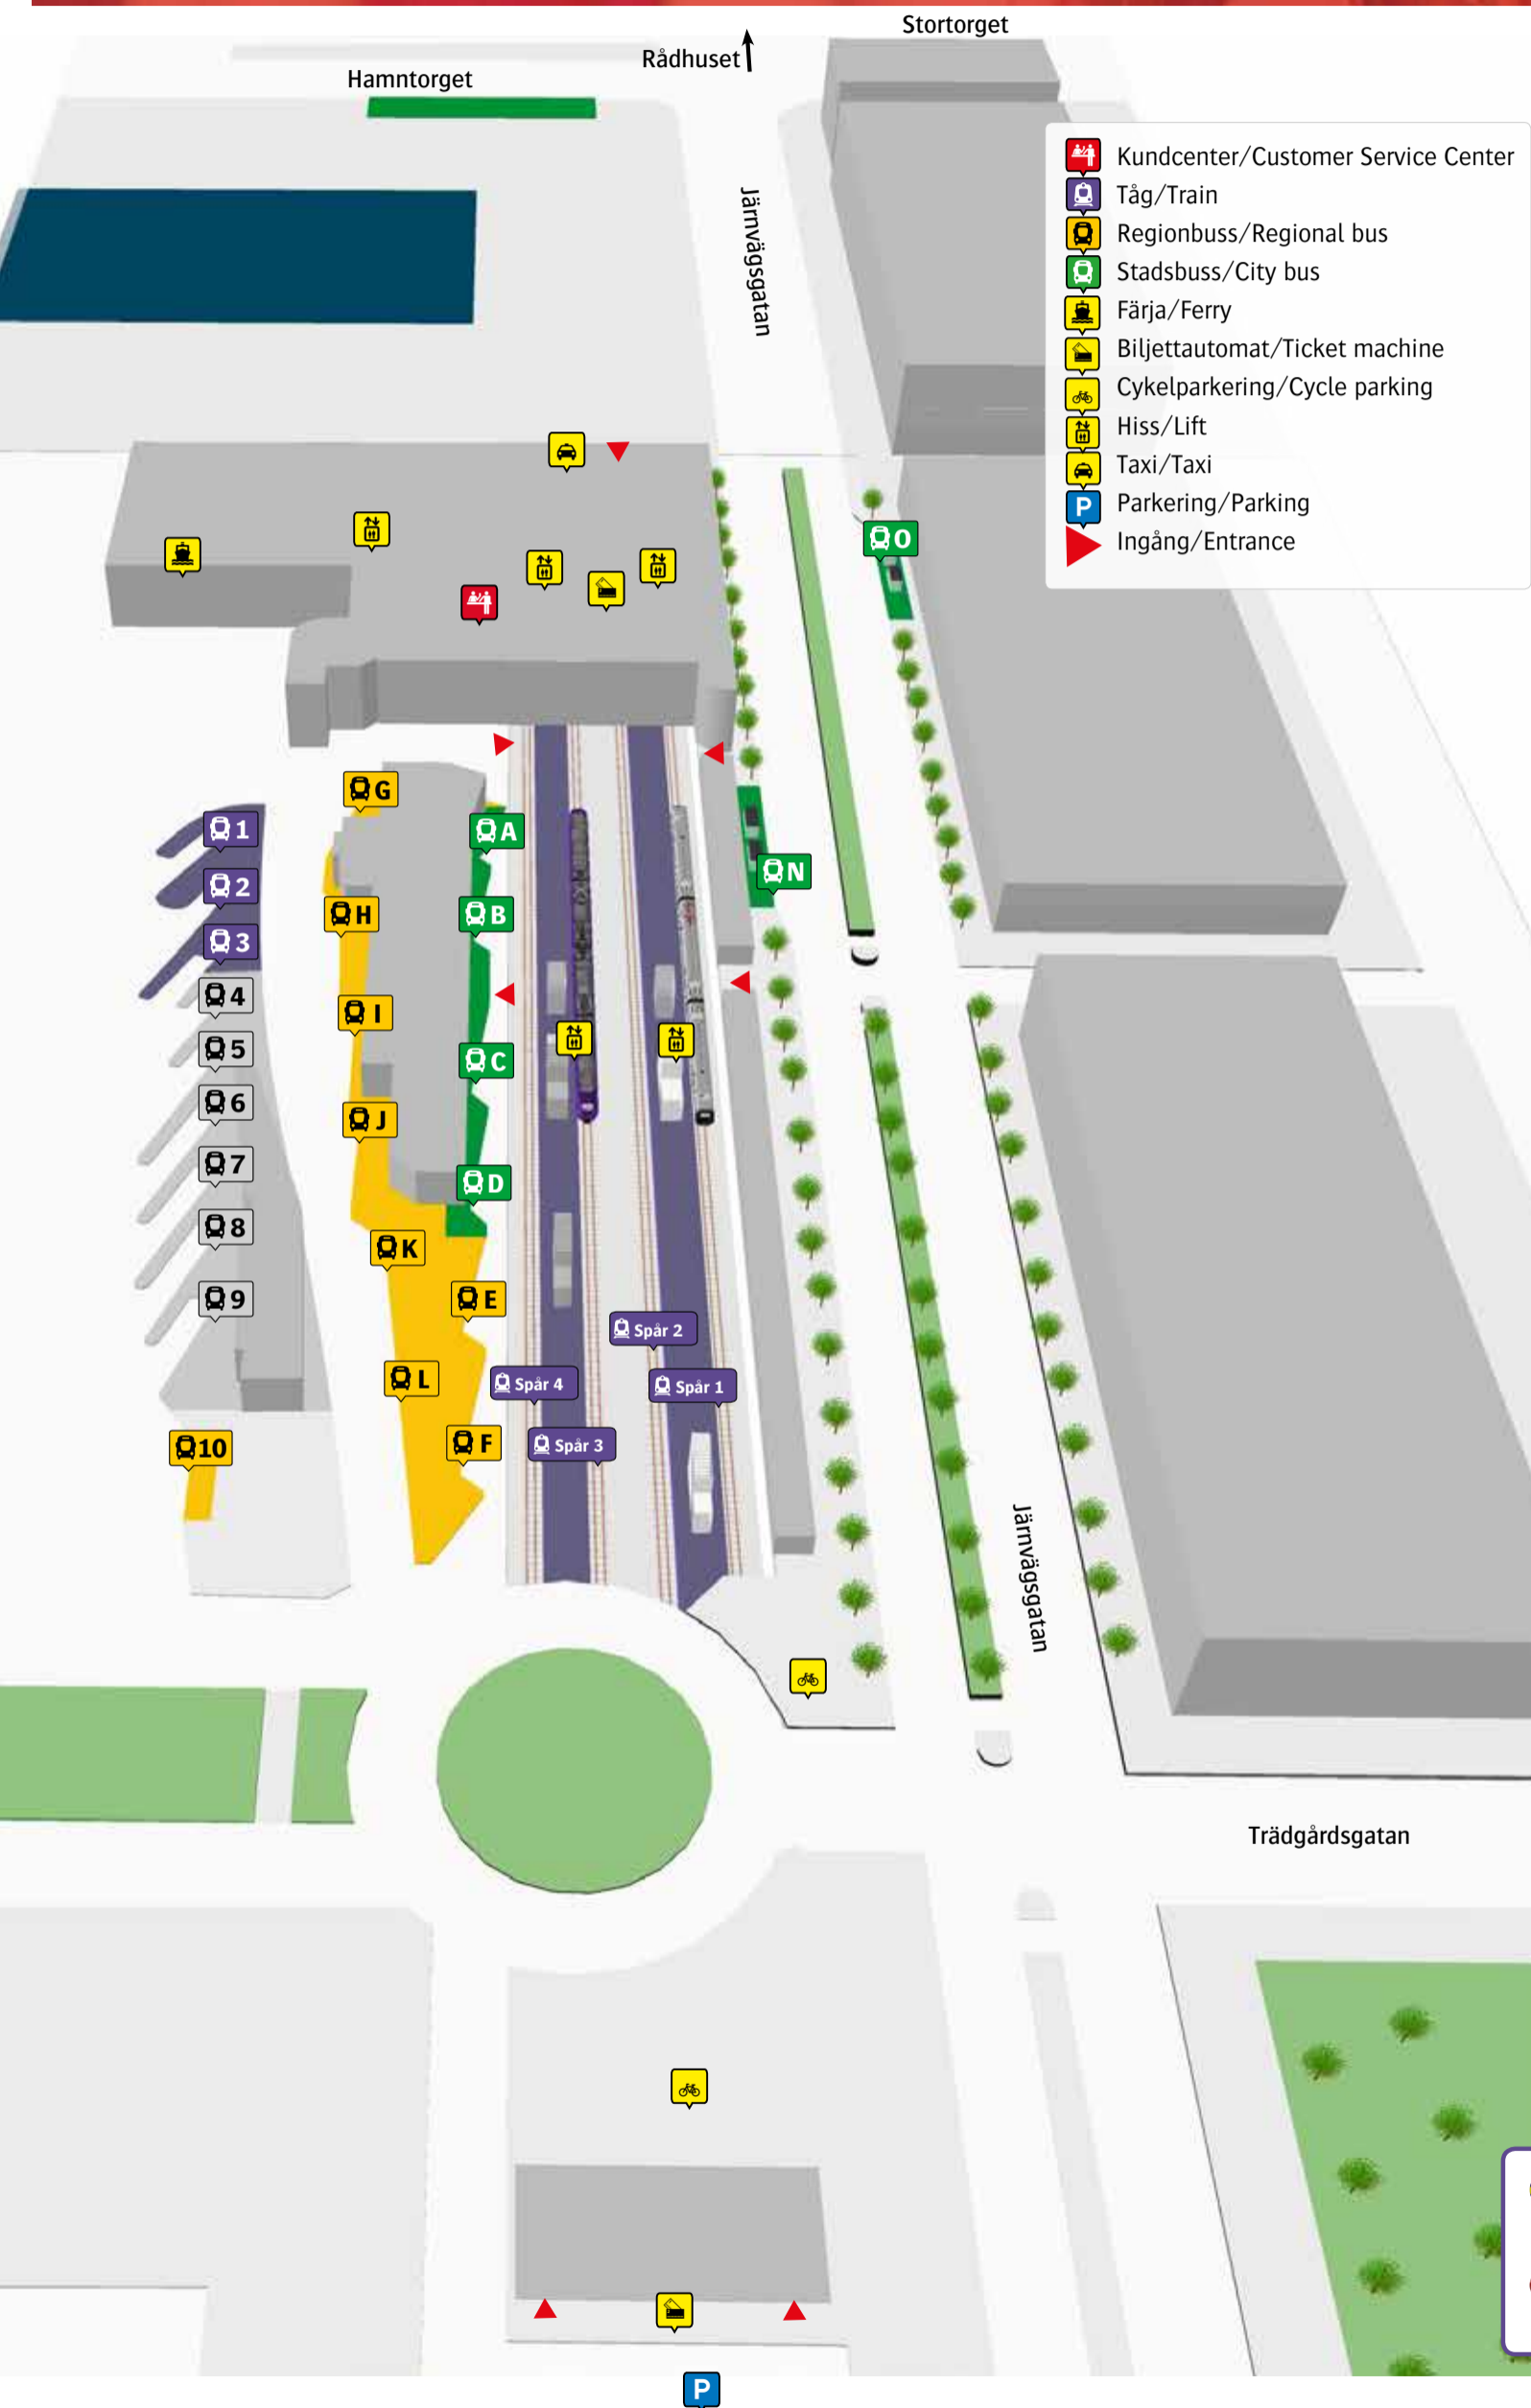 Stortorget
Rådhuset
Hamntorget
Järnvägsgatan
Kundcenter/Customer Service Center
Tåg/Train
Regionbuss/Regional bus
Stadsbuss/City bus
Färja/Ferry
Biljettautomat/Ticket machine
Cykelparkering/Cycle parking
Hiss/Lift
Taxi/Taxi
P Parkering/Parking
Ingång/Entrance
O
G
1
A
N
2
H
B
3
4
I
5
C
6
J
7
D
8
K
9
E
Spår 2
L
Spår 4
Spår 1
F
Spår 3
10
Järnvägsgatan
Trädgårdsgatan
P